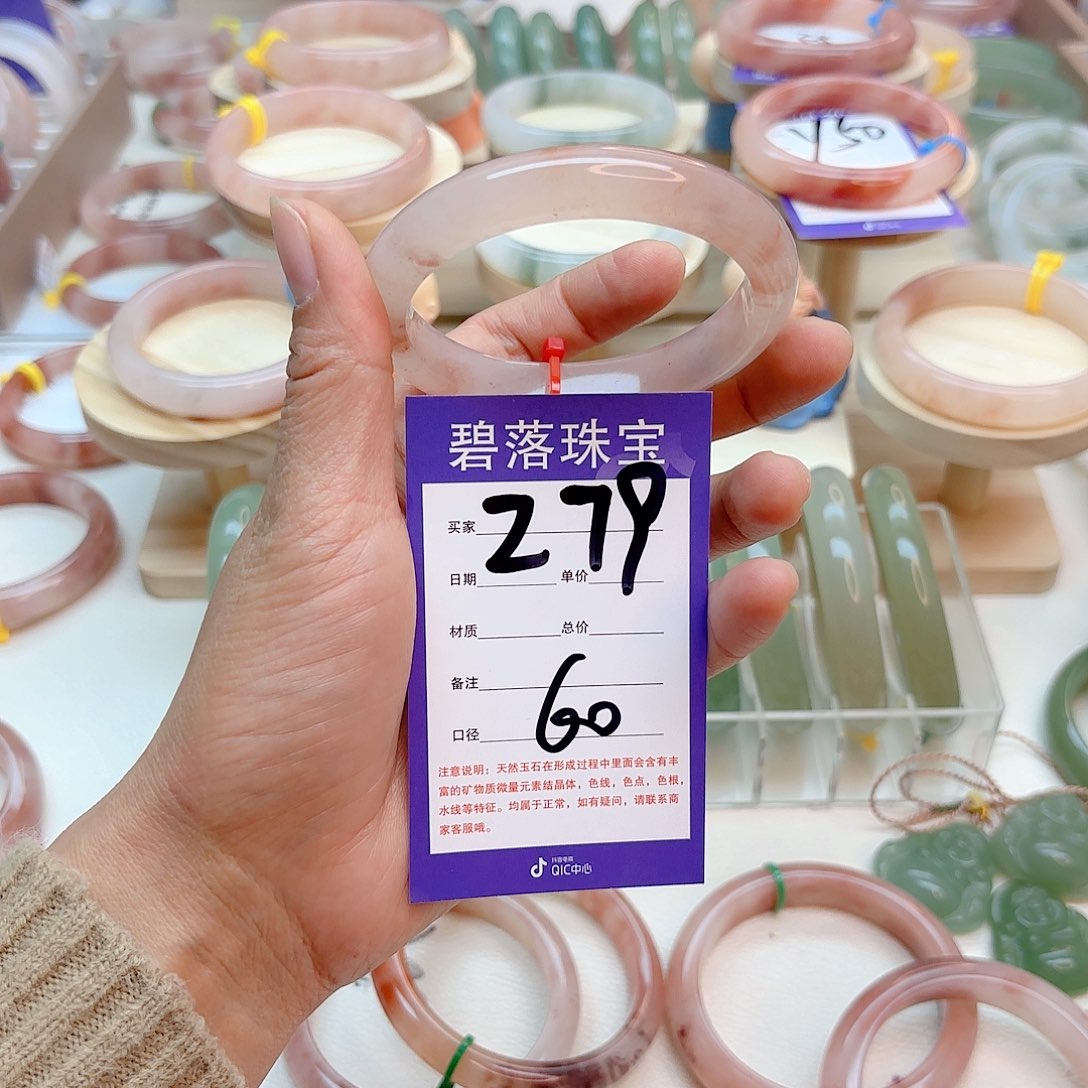 V50
碧落珠宝
买家 279
日期 单价
材质 总价
备注
口径 60
注意说明：天然玉石在形成过程中里面会含有丰
富的矿物质微量元素结晶体，色线，色点，色根，
水线等特征。均属于正常，如有疑问，请联系商
家客服哦。
抖音电商
QIC中心